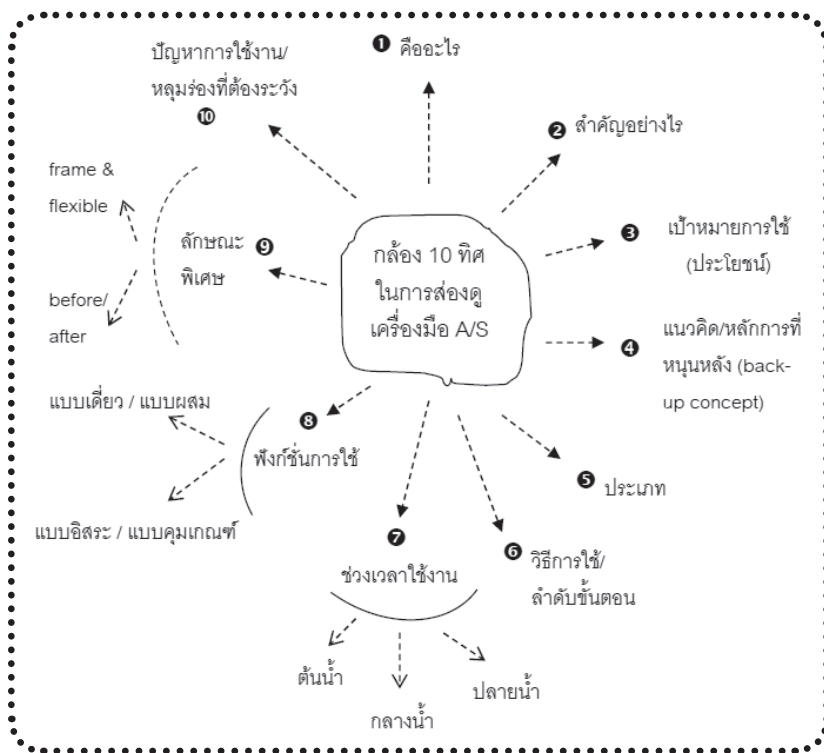 ❶ คืออะไร
❷ สำคัญอย่างไร
❸ เป้าหมายการใช้
(ประโยชน์)
❹ แนวคิด/หลักการที่
หนุนหลัง (back-
up concept)
❺ ประเภท
❻ วิธีการใช้/
ลำดับขั้นตอน
❼
ช่วงเวลาใช้งาน
ต้นน้ำ
กลางน้ำ
ปลายน้ำ
❽
ฟังก์ชั่นการใช้
แบบเดี่ยว / แบบผสม
แบบอิสระ / แบบคุมเกณฑ์
ลักษณะ ❾
พิเศษ
frame &
flexible
before/
after
ปัญหาการใช้งาน/
หลุมร่องที่ต้องระวัง
❿
กล้อง 10 ทิศ
ในการส่องดู
เครื่องมือ A/S